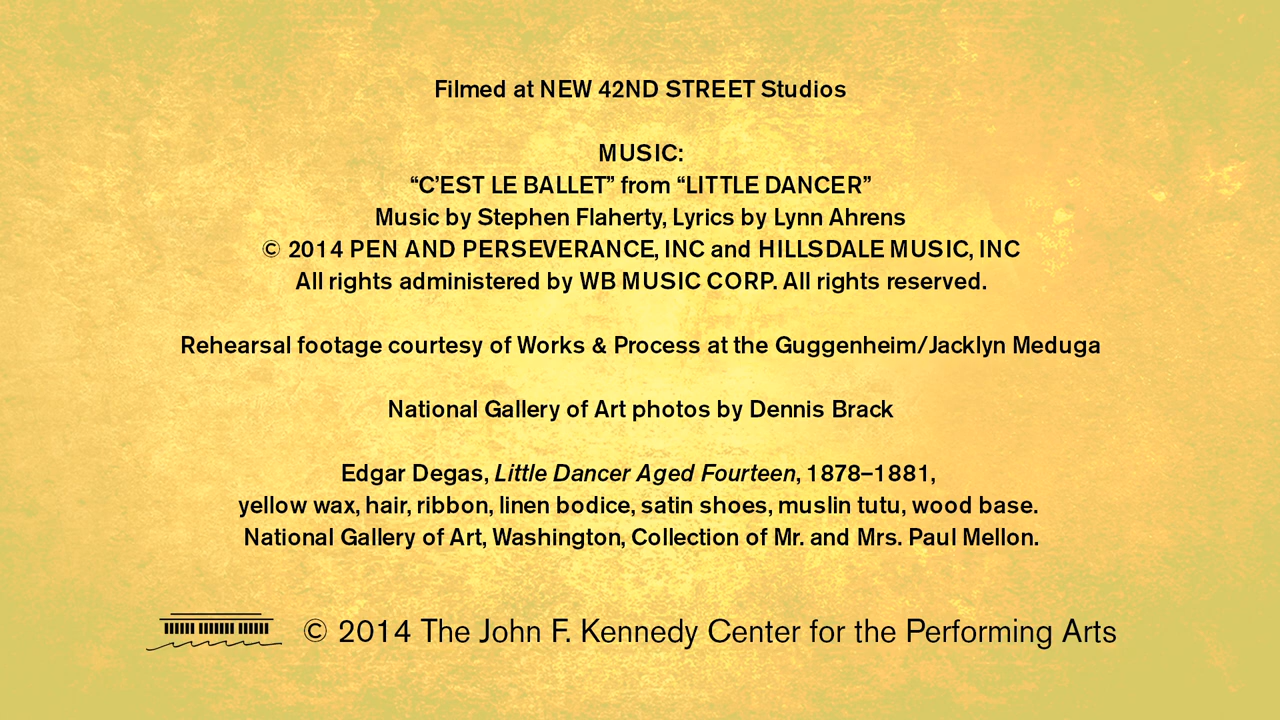 Filmed at NEW 42ND STREET Studios
MUSIC:
“C’EST LE BALLET” from “LITTLE DANCER”
Music by Stephen Flaherty, Lyrics by Lynn Ahrens
© 2014 PEN AND PERSEVERANCE, INC and HILLSDALE MUSIC, INC
All rights administered by WB MUSIC CORP. All rights reserved.
Rehearsal footage courtesy of Works & Process at the Guggenheim/Jacklyn Meduga
National Gallery of Art photos by Dennis Brack
Edgar Degas, Little Dancer Aged Fourteen, 1878–1881,
yellow wax, hair, ribbon, linen bodice, satin shoes, muslin tutu, wood base.
National Gallery of Art, Washington, Collection of Mr. and Mrs. Paul Mellon.
© 2014 The John F. Kennedy Center for the Performing Arts